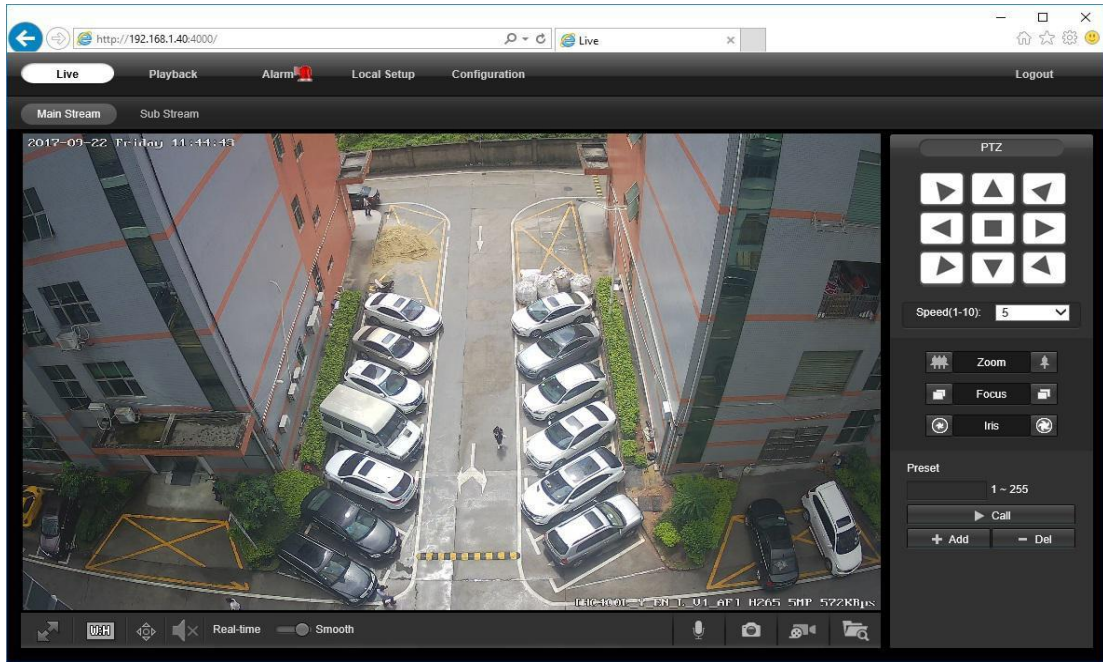 http://192.168.1.40:4000/
Live
Live Playback Alarm Local Setup Configuration Logout
Main Stream Sub Stream
2017-09-22 Friday 11:44:43
PTZ
Speed(1-10): 5
Zoom
Focus
Iris
Preset
1 ~ 255
Call
Add Del
H265 5MP 572KBps
W:H
Real-time Smooth